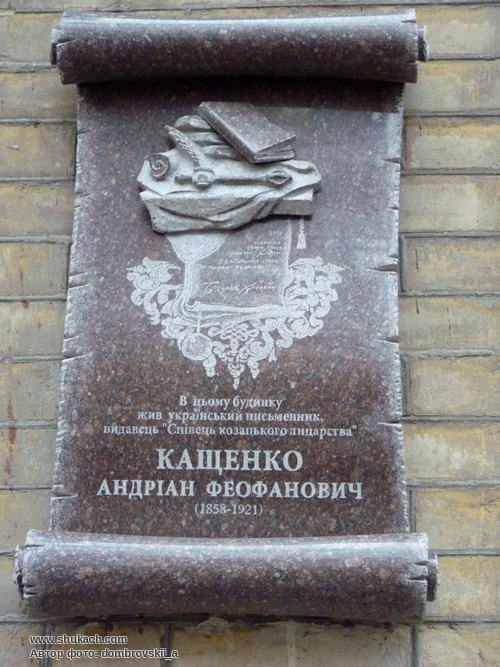 В цьому будинку
жив український письменник,
видавець "Співець козацького лицарства"
КАЩЕНКО
АНДРІАН ФЕОФАНОВИЧ
(1858-1921)
www.shukach.com
Автор фото: dombrovskii_a